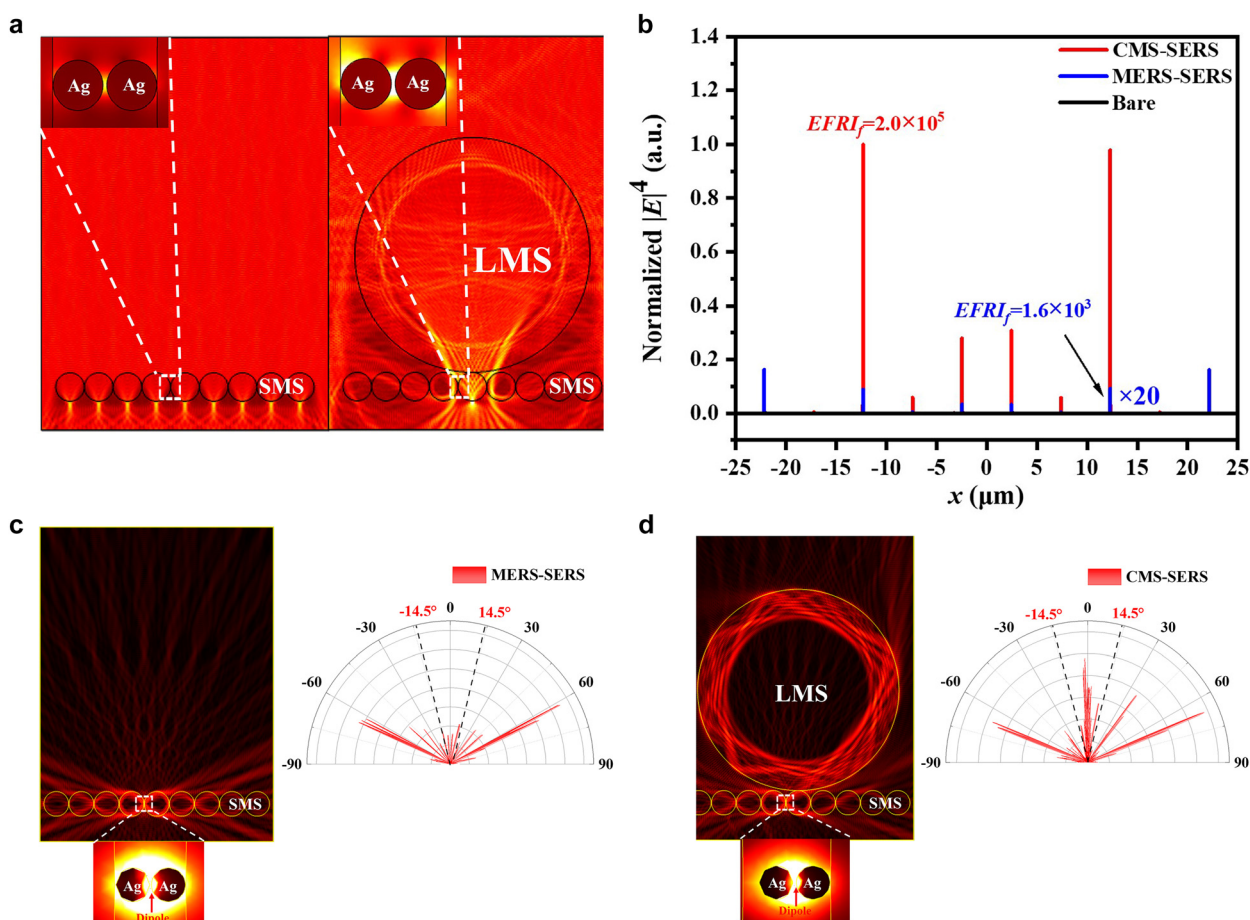 a
Ag Ag
Ag Ag
LMS
SMS
SMS
b
Normalized |E|⁴ (a.u.)
1.4
1.2
1.0
0.8
0.6
0.4
0.2
0.0
CMS-SERS
MERS-SERS
Bare
EFRI_f=2.0×10⁵
EFRI_f=1.6×10³
×20
-25 -20 -15 -10 -5 0 5 10 15 20 25
x (μm)
c
SMS
Ag Ag
Dipole
MERS-SERS
-14.5° 0 14.5°
-30 30
-60 60
-90 90
d
LMS
SMS
Ag Ag
Dipole
CMS-SERS
-14.5° 0 14.5°
-30 30
-60 60
-90 90